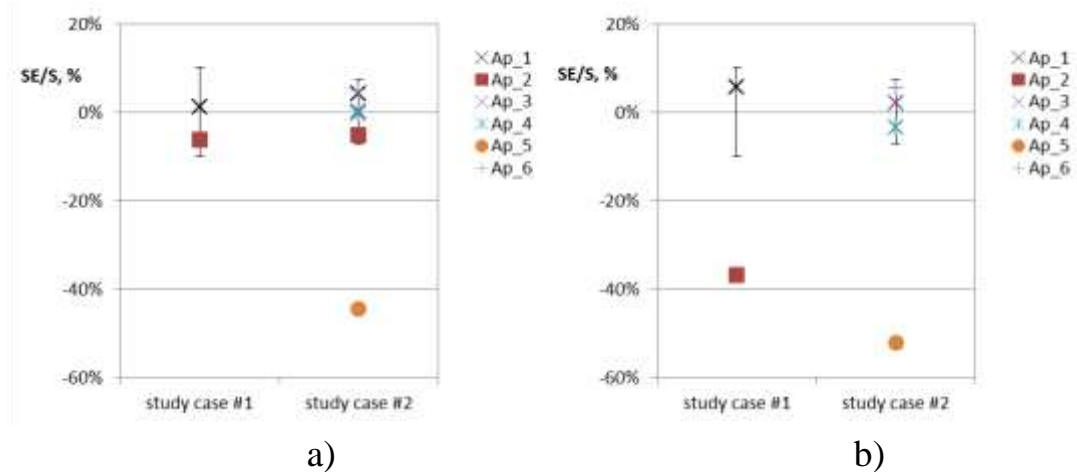 20%
0%
-20%
-40%
-60%
SE/S, %
study case #1
study case #2
Ap_1
Ap_2
Ap_3
Ap_4
Ap_5
Ap_6
a)
20%
0%
-20%
-40%
-60%
SE/S, %
study case #1
study case #2
Ap_1
Ap_2
Ap_3
Ap_4
Ap_5
Ap_6
b)